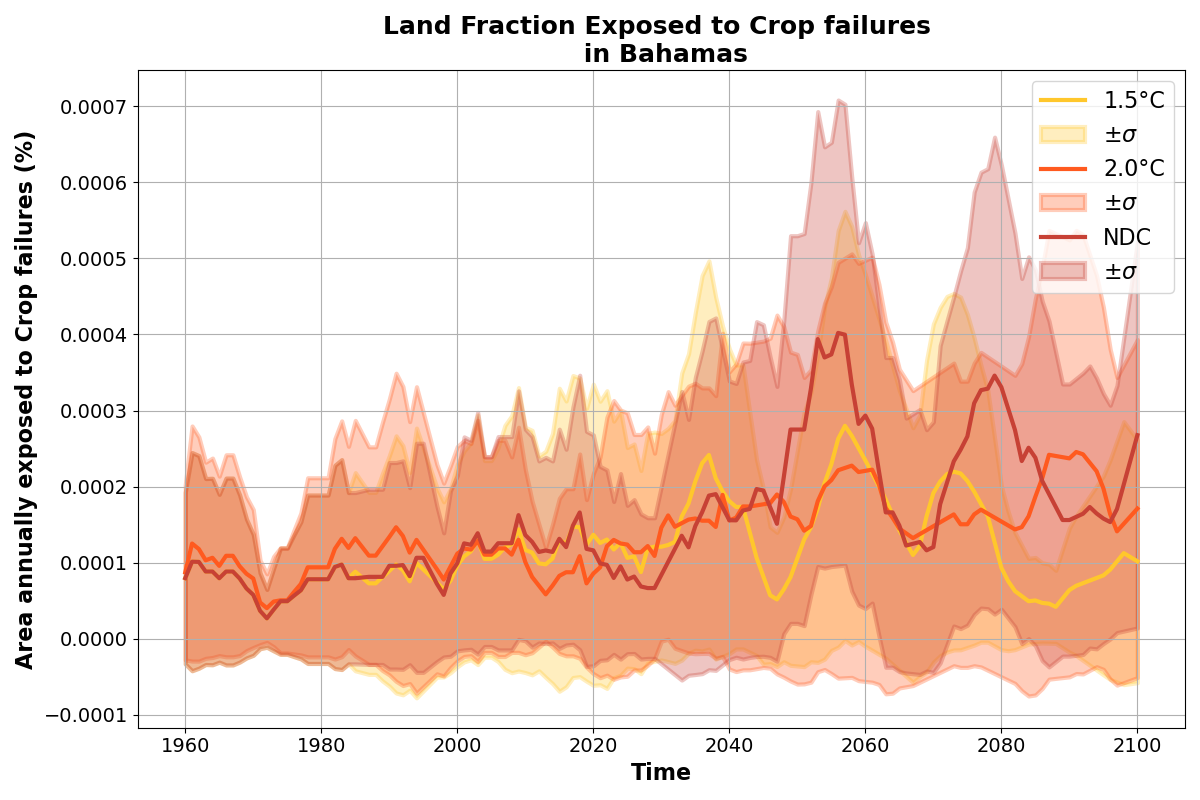 Land Fraction Exposed to Crop failures
in Bahamas
Area annually exposed to Crop failures (%)
0.0007
0.0006
0.0005
0.0004
0.0003
0.0002
0.0001
0.0000
−0.0001
1960
1980
2000
2020
2040
2060
2080
2100
Time
1.5°C
±σ
2.0°C
±σ
NDC
±σ